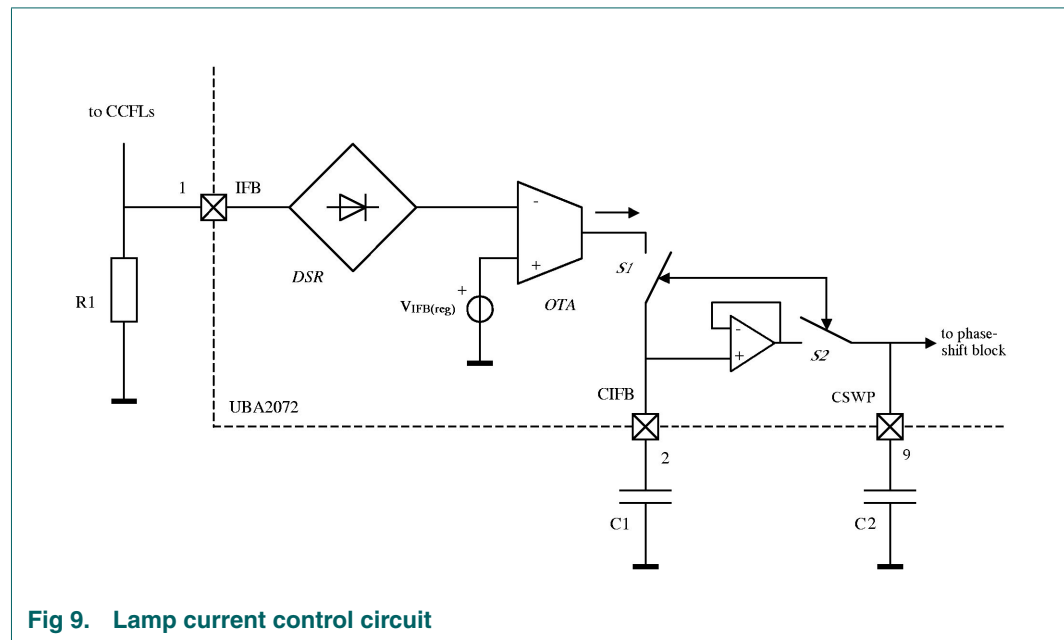 to CCFLs
1
IFB
DSR
R1
-
+
OTA
+
VIFB(reg)
S1
-
+
S2
to phase-
shift block
UBA2072
CIFB
CSWP
2
9
C1
C2
Fig 9. Lamp current control circuit